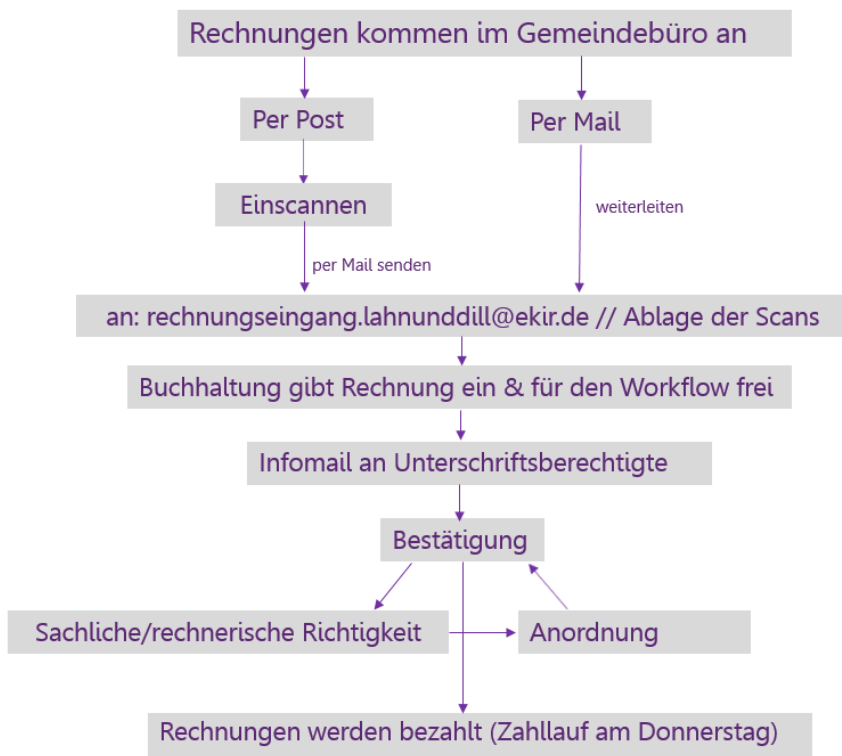 Rechnungen kommen im Gemeindebüro an
Per Post
Per Mail
Einscannen
weiterleiten
per Mail senden
an: rechnungseingang.lahnunddill@ekir.de // Ablage der Scans
Buchhaltung gibt Rechnung ein & für den Workflow frei
Infomail an Unterschriftsberechtigte
Bestätigung
Sachliche/rechnerische Richtigkeit
Anordnung
Rechnungen werden bezahlt (Zahllauf am Donnerstag)